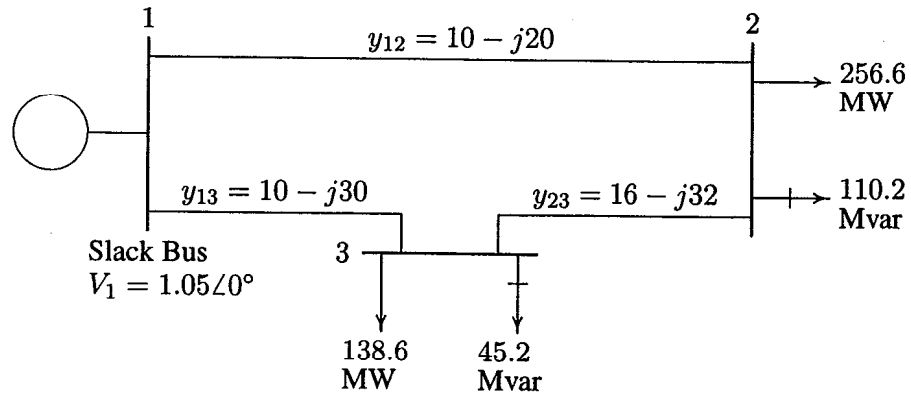 1
2
y12 = 10 − j20
256.6
MW
y13 = 10 − j30
y23 = 16 − j32
110.2
Mvar
Slack Bus
V1 = 1.05∠0°
3
138.6
MW
45.2
Mvar